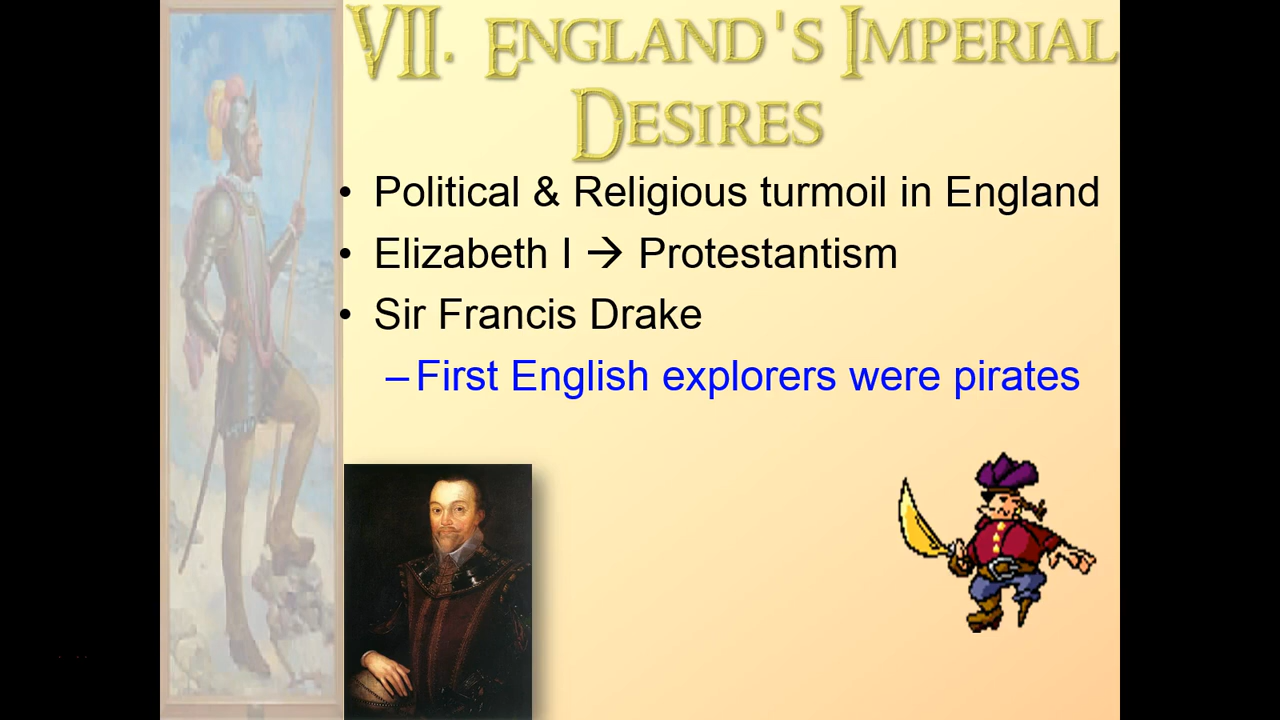 VII. England's Imperial
Desires
• Political & Religious turmoil in England
• Elizabeth I → Protestantism
• Sir Francis Drake
– First English explorers were pirates